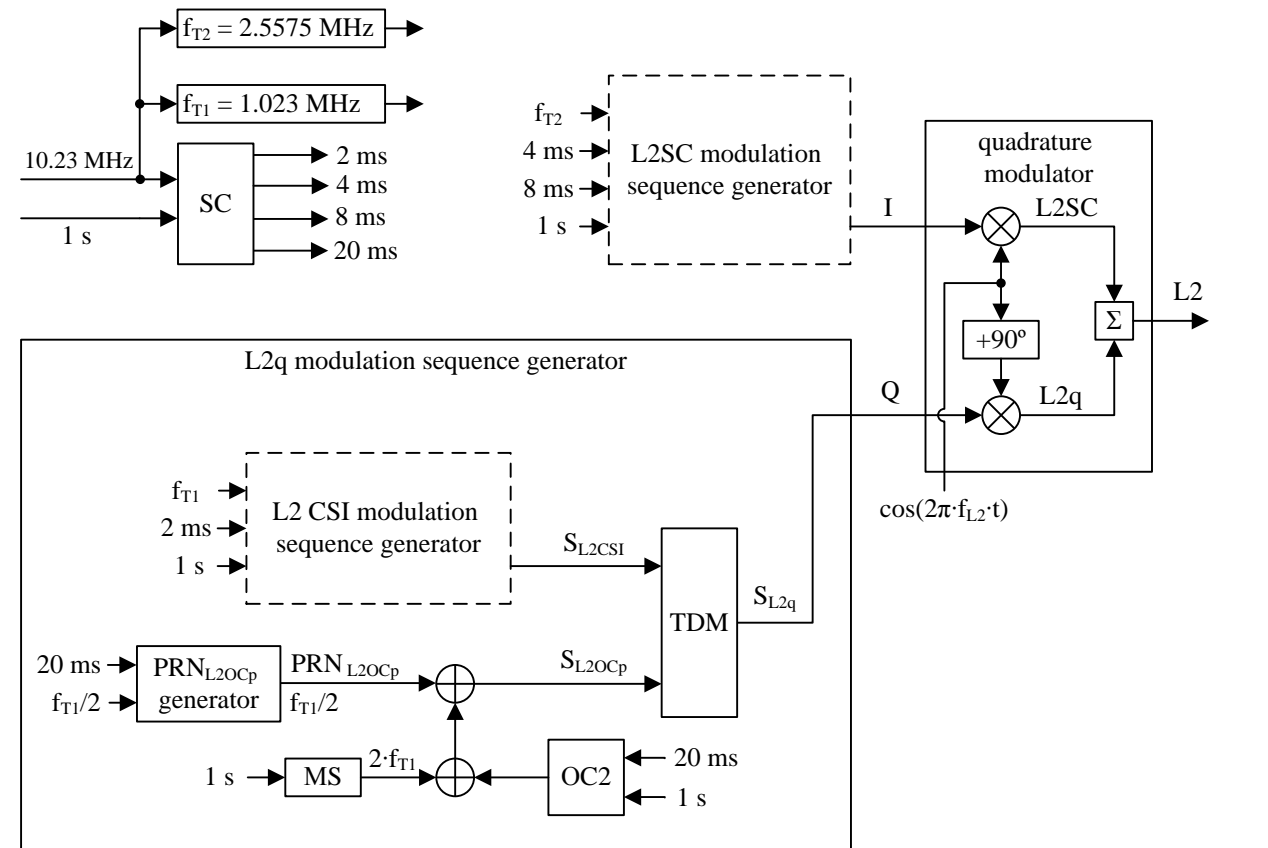 f_T2 = 2.5575 MHz
f_T1 = 1.023 MHz
10.23 MHz
1 s
SC
2 ms
4 ms
8 ms
20 ms
f_T2
4 ms
8 ms
1 s
L2SC modulation
sequence generator
I
quadrature
modulator
L2SC
+90º
Σ
L2
Q
L2q
cos(2π·f_L2·t)
L2q modulation sequence generator
f_T1
2 ms
1 s
L2 CSI modulation
sequence generator
S_L2CSI
TDM
S_L2q
20 ms
f_T1/2
PRN_L2OCp
generator
PRN_L2OCp
f_T1/2
S_L2OCp
1 s
MS
2·f_T1
OC2
20 ms
1 s